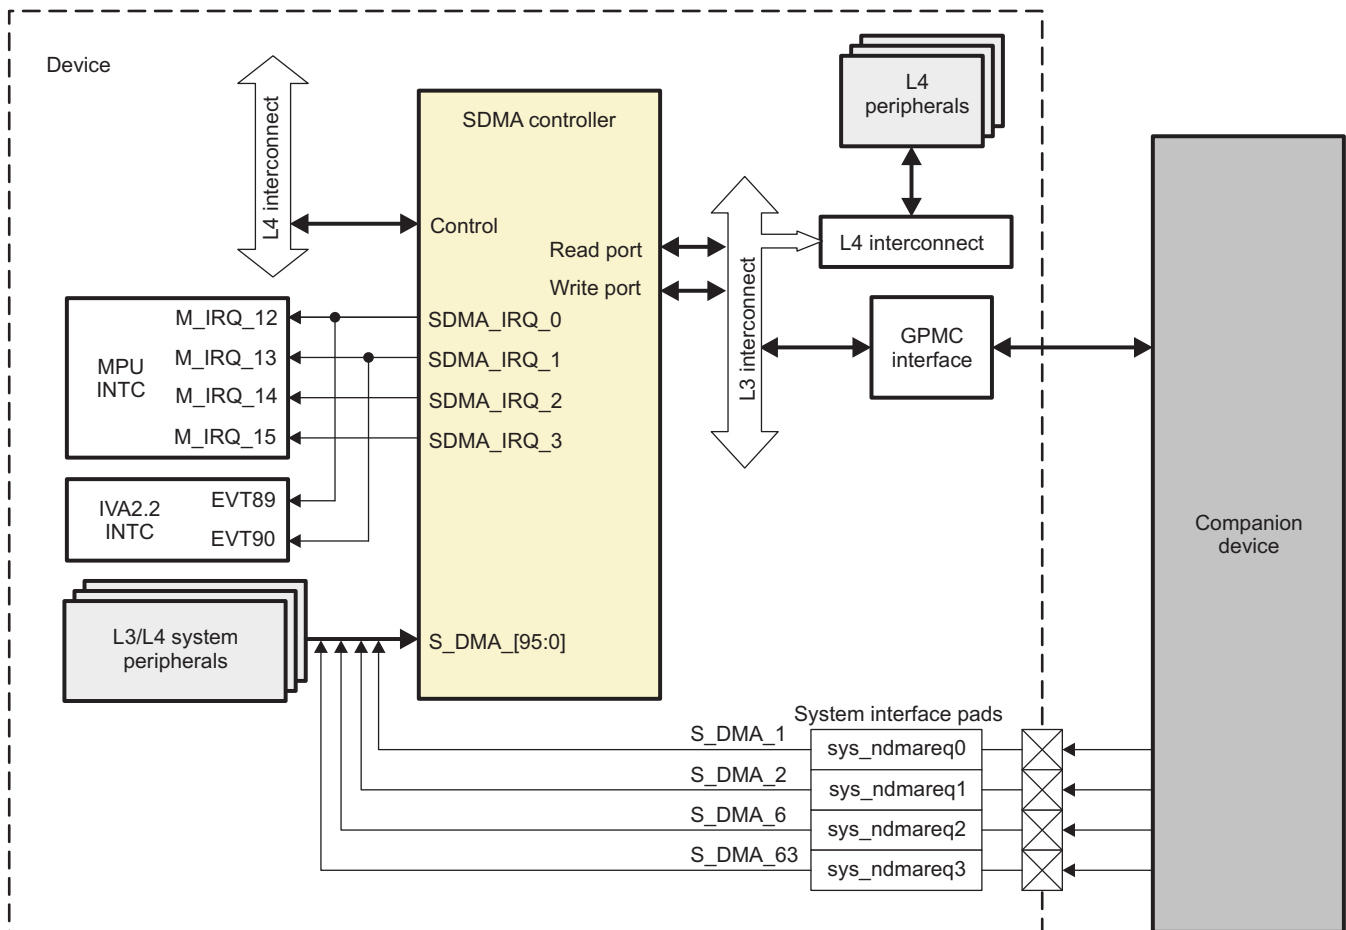 Device
L4 interconnect
SDMA controller
Control
Read port
Write port
SDMA_IRQ_0
SDMA_IRQ_1
SDMA_IRQ_2
SDMA_IRQ_3
S_DMA_[95:0]
MPU
INTC
M_IRQ_12
M_IRQ_13
M_IRQ_14
M_IRQ_15
IVA2.2
INTC
EVT89
EVT90
L3/L4 system
peripherals
L3 interconnect
L4
peripherals
L4 interconnect
GPMC
interface
Companion
device
System interface pads
S_DMA_1
sys_ndmareq0
S_DMA_2
sys_ndmareq1
S_DMA_6
sys_ndmareq2
S_DMA_63
sys_ndmareq3